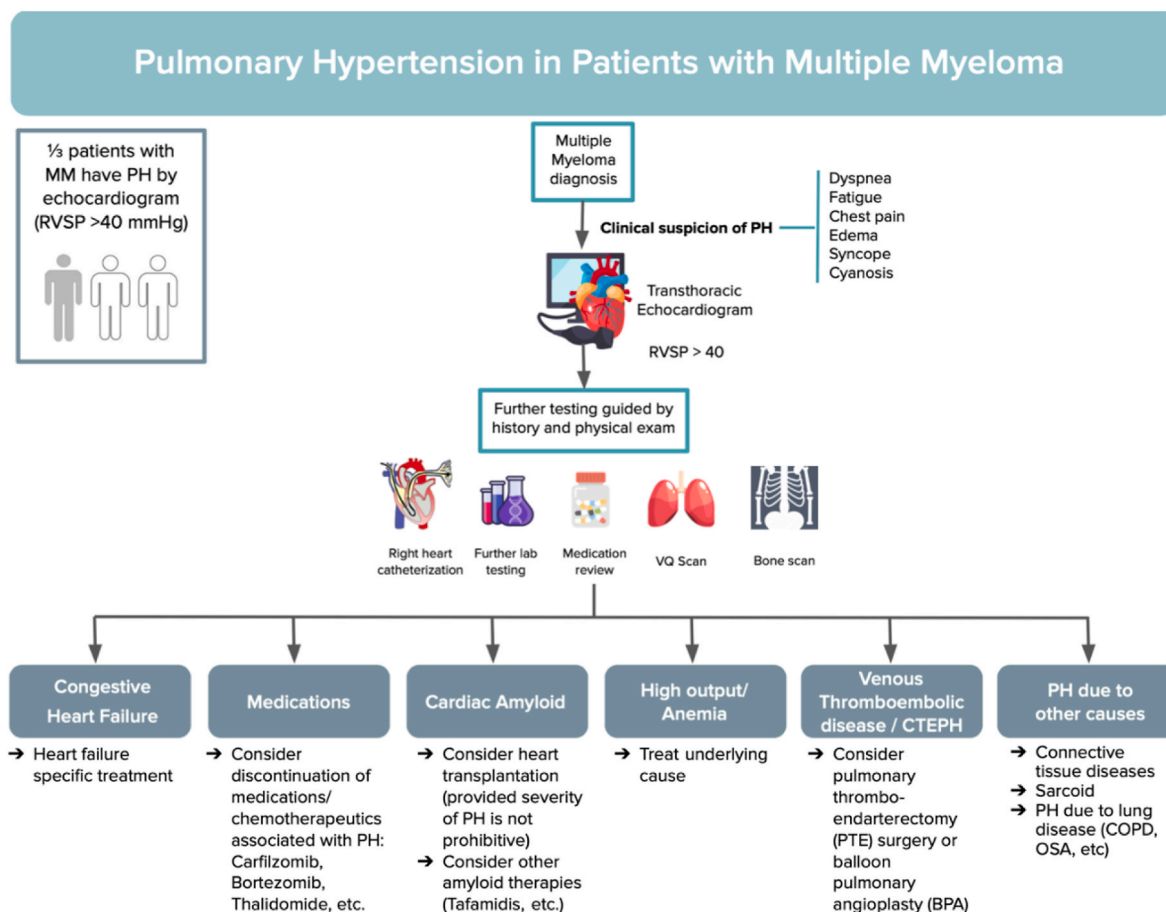 Pulmonary Hypertension in Patients with Multiple Myeloma
⅓ patients with
MM have PH by
echocardiogram
(RVSP >40 mmHg)
Multiple
Myeloma
diagnosis
Clinical suspicion of PH
Dyspnea
Fatigue
Chest pain
Edema
Syncope
Cyanosis
Transthoracic
Echocardiogram
RVSP > 40
Further testing guided by
history and physical exam
Right heart
catheterization
Further lab
testing
Medication
review
VQ Scan
Bone scan
Congestive
Heart Failure
➔ Heart failure
specific treatment
Medications
➔ Consider
discontinuation of
medications/
chemotherapeutics
associated with PH:
Carfilzomib,
Bortezomib,
Thalidomide, etc.
Cardiac Amyloid
➔ Consider heart
transplantation
(provided severity
of PH is not
prohibitive)
➔ Consider other
amyloid therapies
(Tafamidis, etc.)
High output/
Anemia
➔ Treat underlying
cause
Venous
Thromboembolic
disease / CTEPH
➔ Consider
pulmonary
thrombo-
endarterectomy
(PTE) surgery or
balloon
pulmonary
angioplasty (BPA)
PH due to
other causes
➔ Connective
tissue diseases
➔ Sarcoid
➔ PH due to lung
disease (COPD,
OSA, etc)